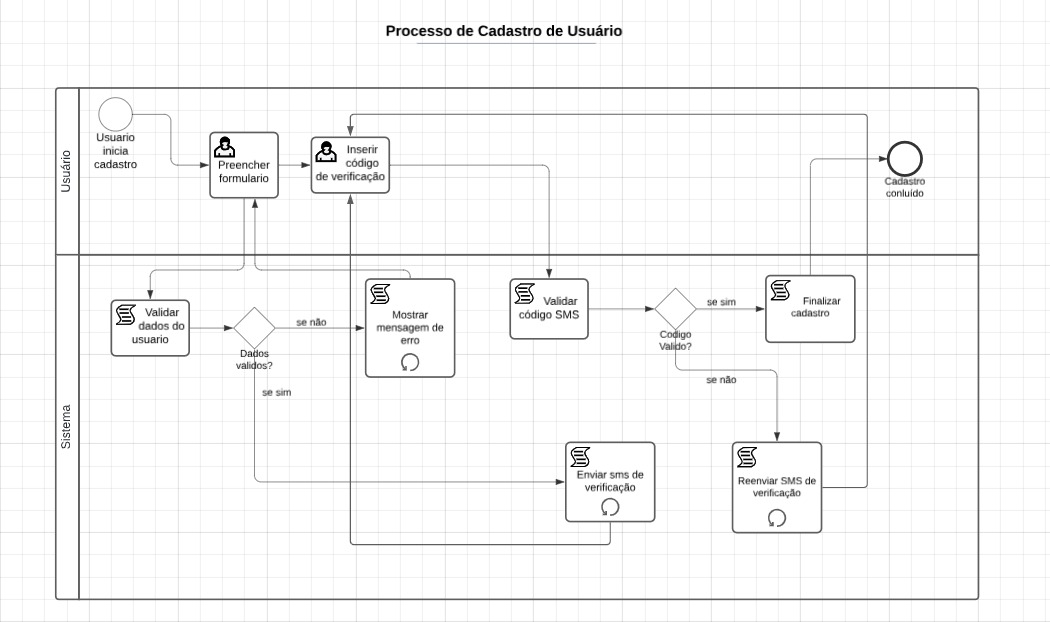 Processo de Cadastro de Usuário
Usuário
Usuario
inicia
cadastro
Preencher
formulario
Inserir
código
de verificação
Cadastro
conluído
Sistema
Validar
dados do
usuario
Dados
validos?
se não
se sim
Mostrar
mensagem de
erro
Validar
código SMS
Codigo
Valido?
se sim
se não
Finalizar
cadastro
Enviar sms de
verificação
Reenviar SMS de
verificação